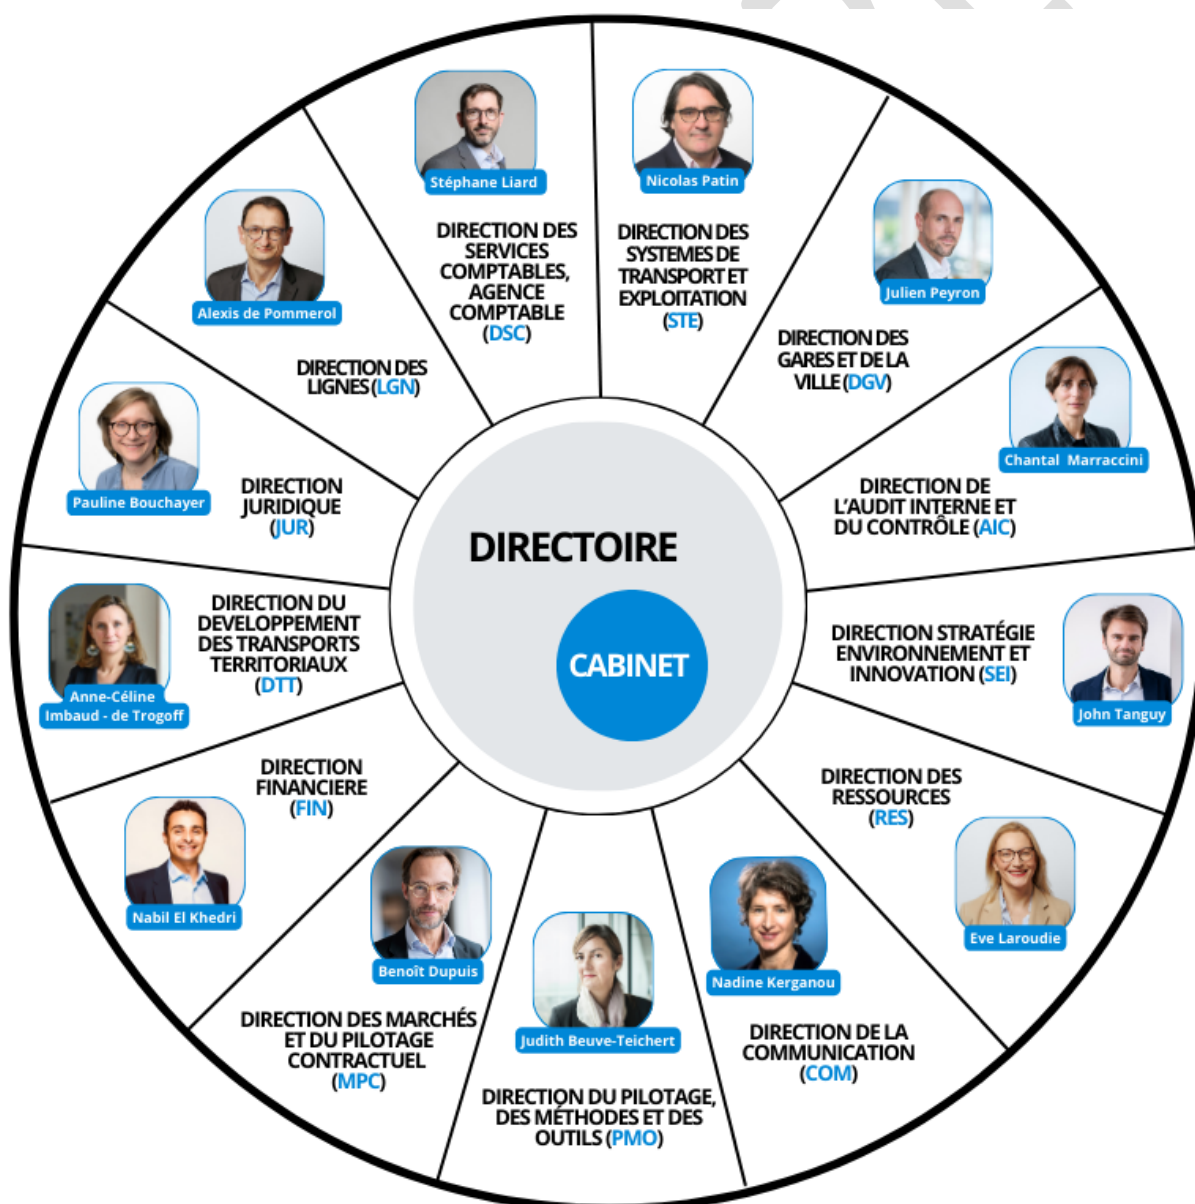 Stéphane Liard
DIRECTION DES
SERVICES
COMPTABLES,
AGENCE
COMPTABLE
(DSC)
Nicolas Patin
DIRECTION DES
SYSTEMES DE
TRANSPORT ET
EXPLOITATION
(STE)
Julien Peyron
DIRECTION DES
GARES ET DE LA
VILLE (DGV)
Chantal Marraccini
DIRECTION DE
L’AUDIT INTERNE ET
DU CONTRÔLE (AIC)
John Tanguy
DIRECTION STRATÉGIE
ENVIRONNEMENT ET
INNOVATION (SEI)
Eve Laroudie
DIRECTION DES
RESSOURCES
(RES)
Nadine Kerganou
DIRECTION DE LA
COMMUNICATION
(COM)
Judith Beuve-Teichert
DIRECTION DU PILOTAGE,
DES MÉTHODES ET DES
OUTILS (PMO)
Benoît Dupuis
DIRECTION DES MARCHÉS
ET DU PILOTAGE
CONTRACTUEL
(MPC)
Nabil El Khedri
DIRECTION
FINANCIERE
(FIN)
Anne-Céline
Imbaud - de Trogoff
DIRECTION DU
DEVELOPPEMENT
DES TRANSPORTS
TERRITORIAUX
(DTT)
Pauline Bouchayer
DIRECTION
JURIDIQUE
(JUR)
Alexis de Pommerol
DIRECTION DES
LIGNES (LGN)
DIRECTOIRE
CABINET